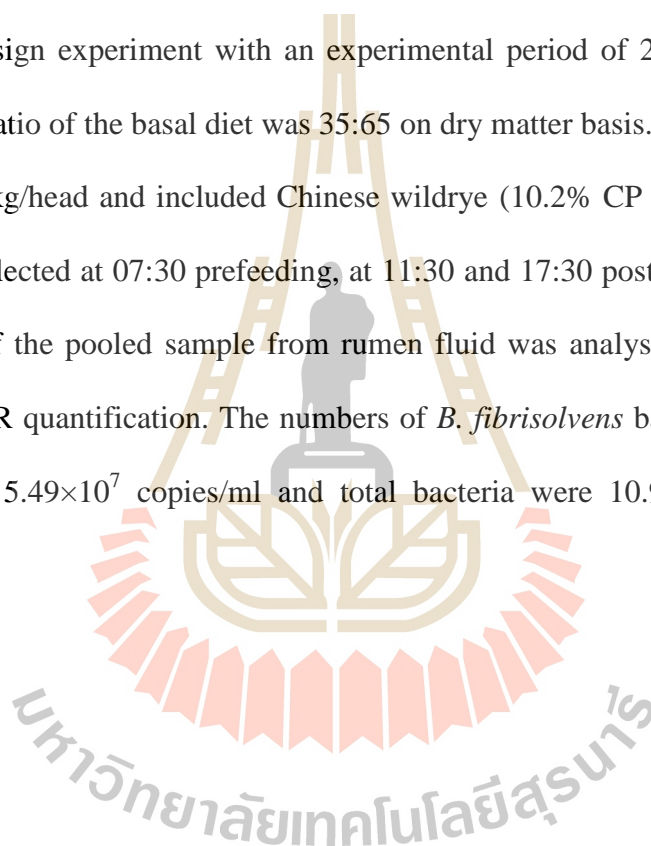 sign experiment with an experimental period of 2
atio of the basal diet was 35:65 on dry matter basis.
kg/head and included Chinese wildrye (10.2% CP
llected at 07:30 prefeeding, at 11:30 and 17:30 post
f the pooled sample from rumen fluid was analys
R quantification. The numbers of B. fibrisolvens b
5.49×10⁷ copies/ml and total bacteria were 10.9
มหาวิทยาลัยเทคโนโลยีสุรนารี